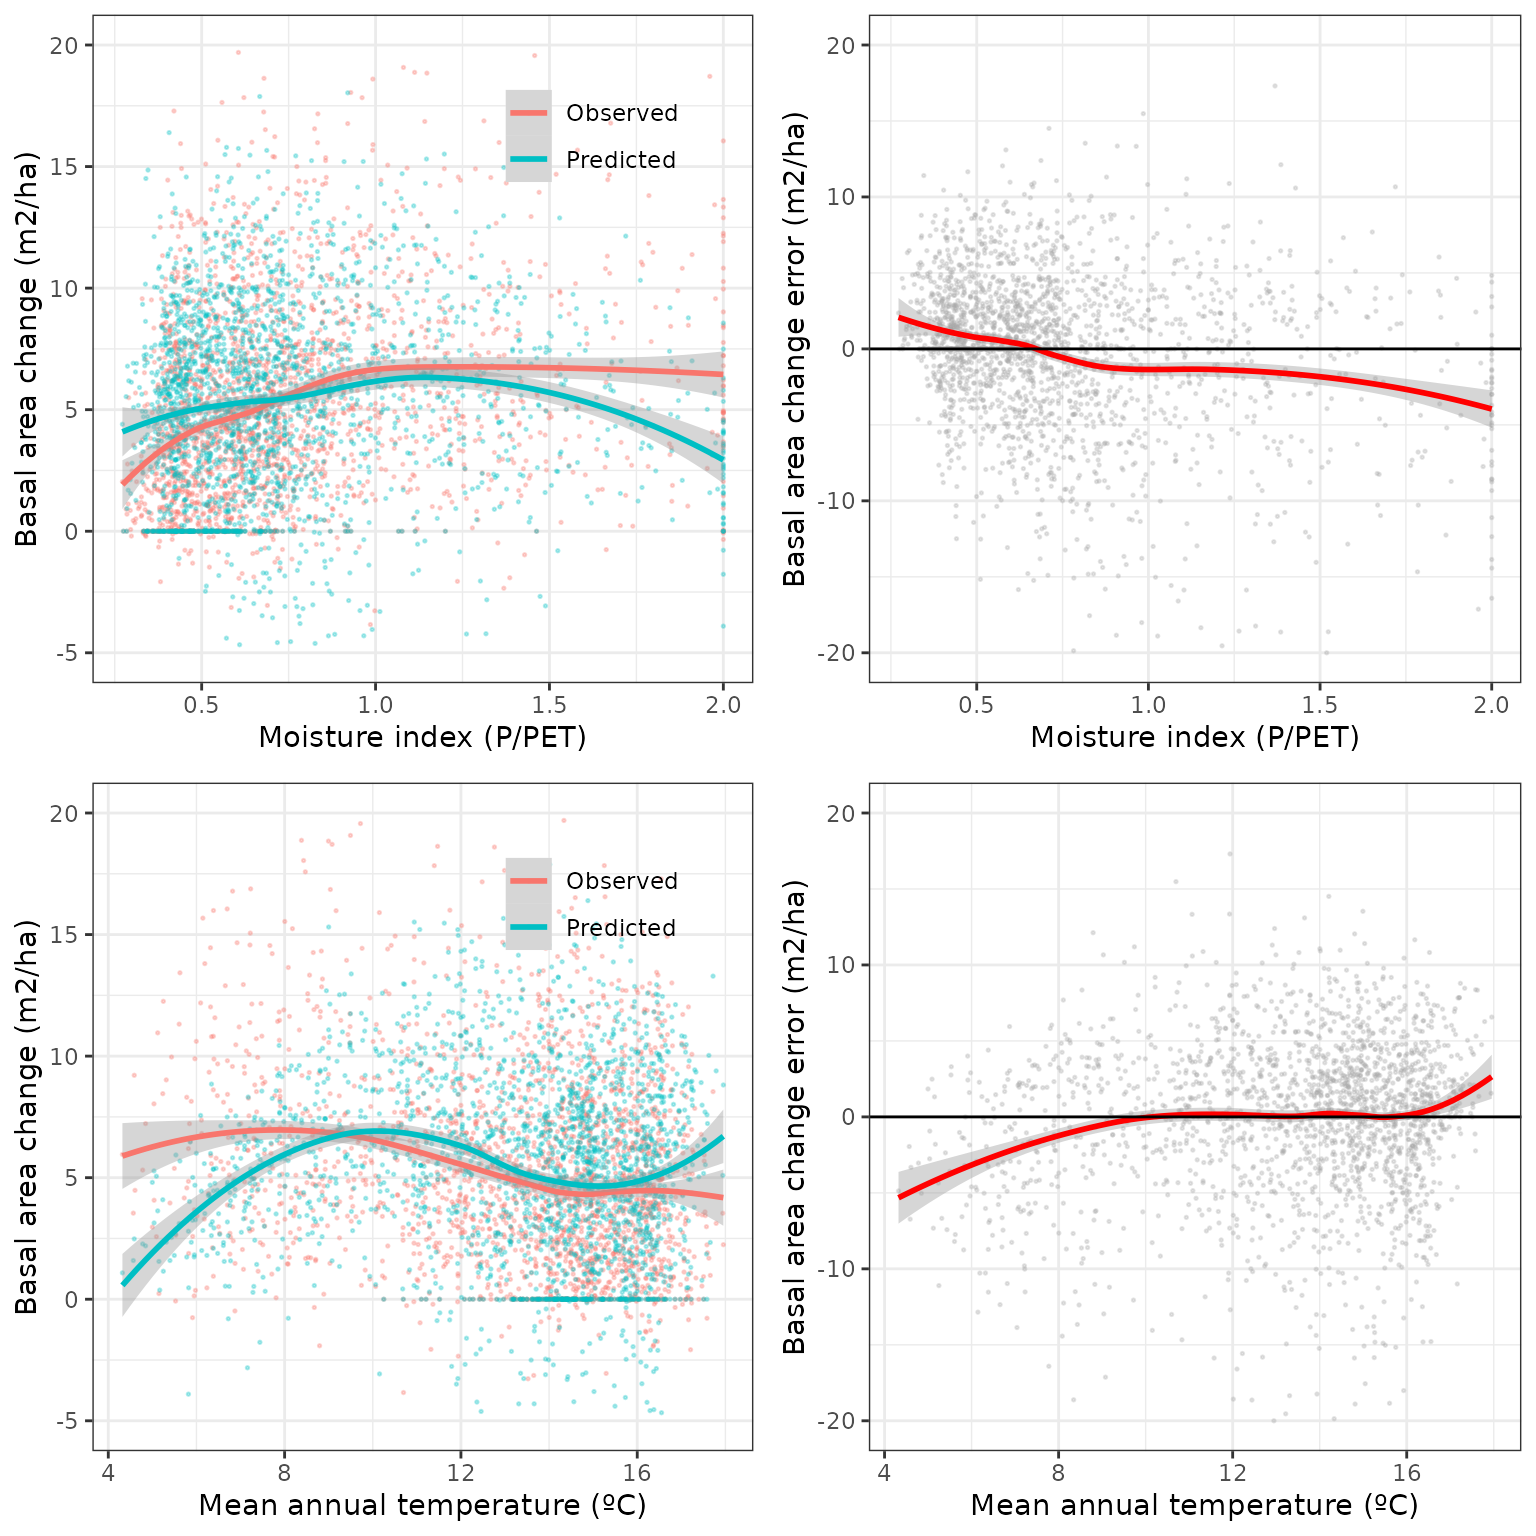 20
15
10
5
0
-5
Basal area change (m2/ha)
Observed
Predicted
0.5 1.0 1.5 2.0
Moisture index (P/PET)
20
10
0
-10
-20
Basal area change error (m2/ha)
0.5 1.0 1.5 2.0
Moisture index (P/PET)
20
15
10
5
0
-5
Basal area change (m2/ha)
Observed
Predicted
4 8 12 16
Mean annual temperature (ºC)
20
10
0
-10
-20
Basal area change error (m2/ha)
4 8 12 16
Mean annual temperature (ºC)